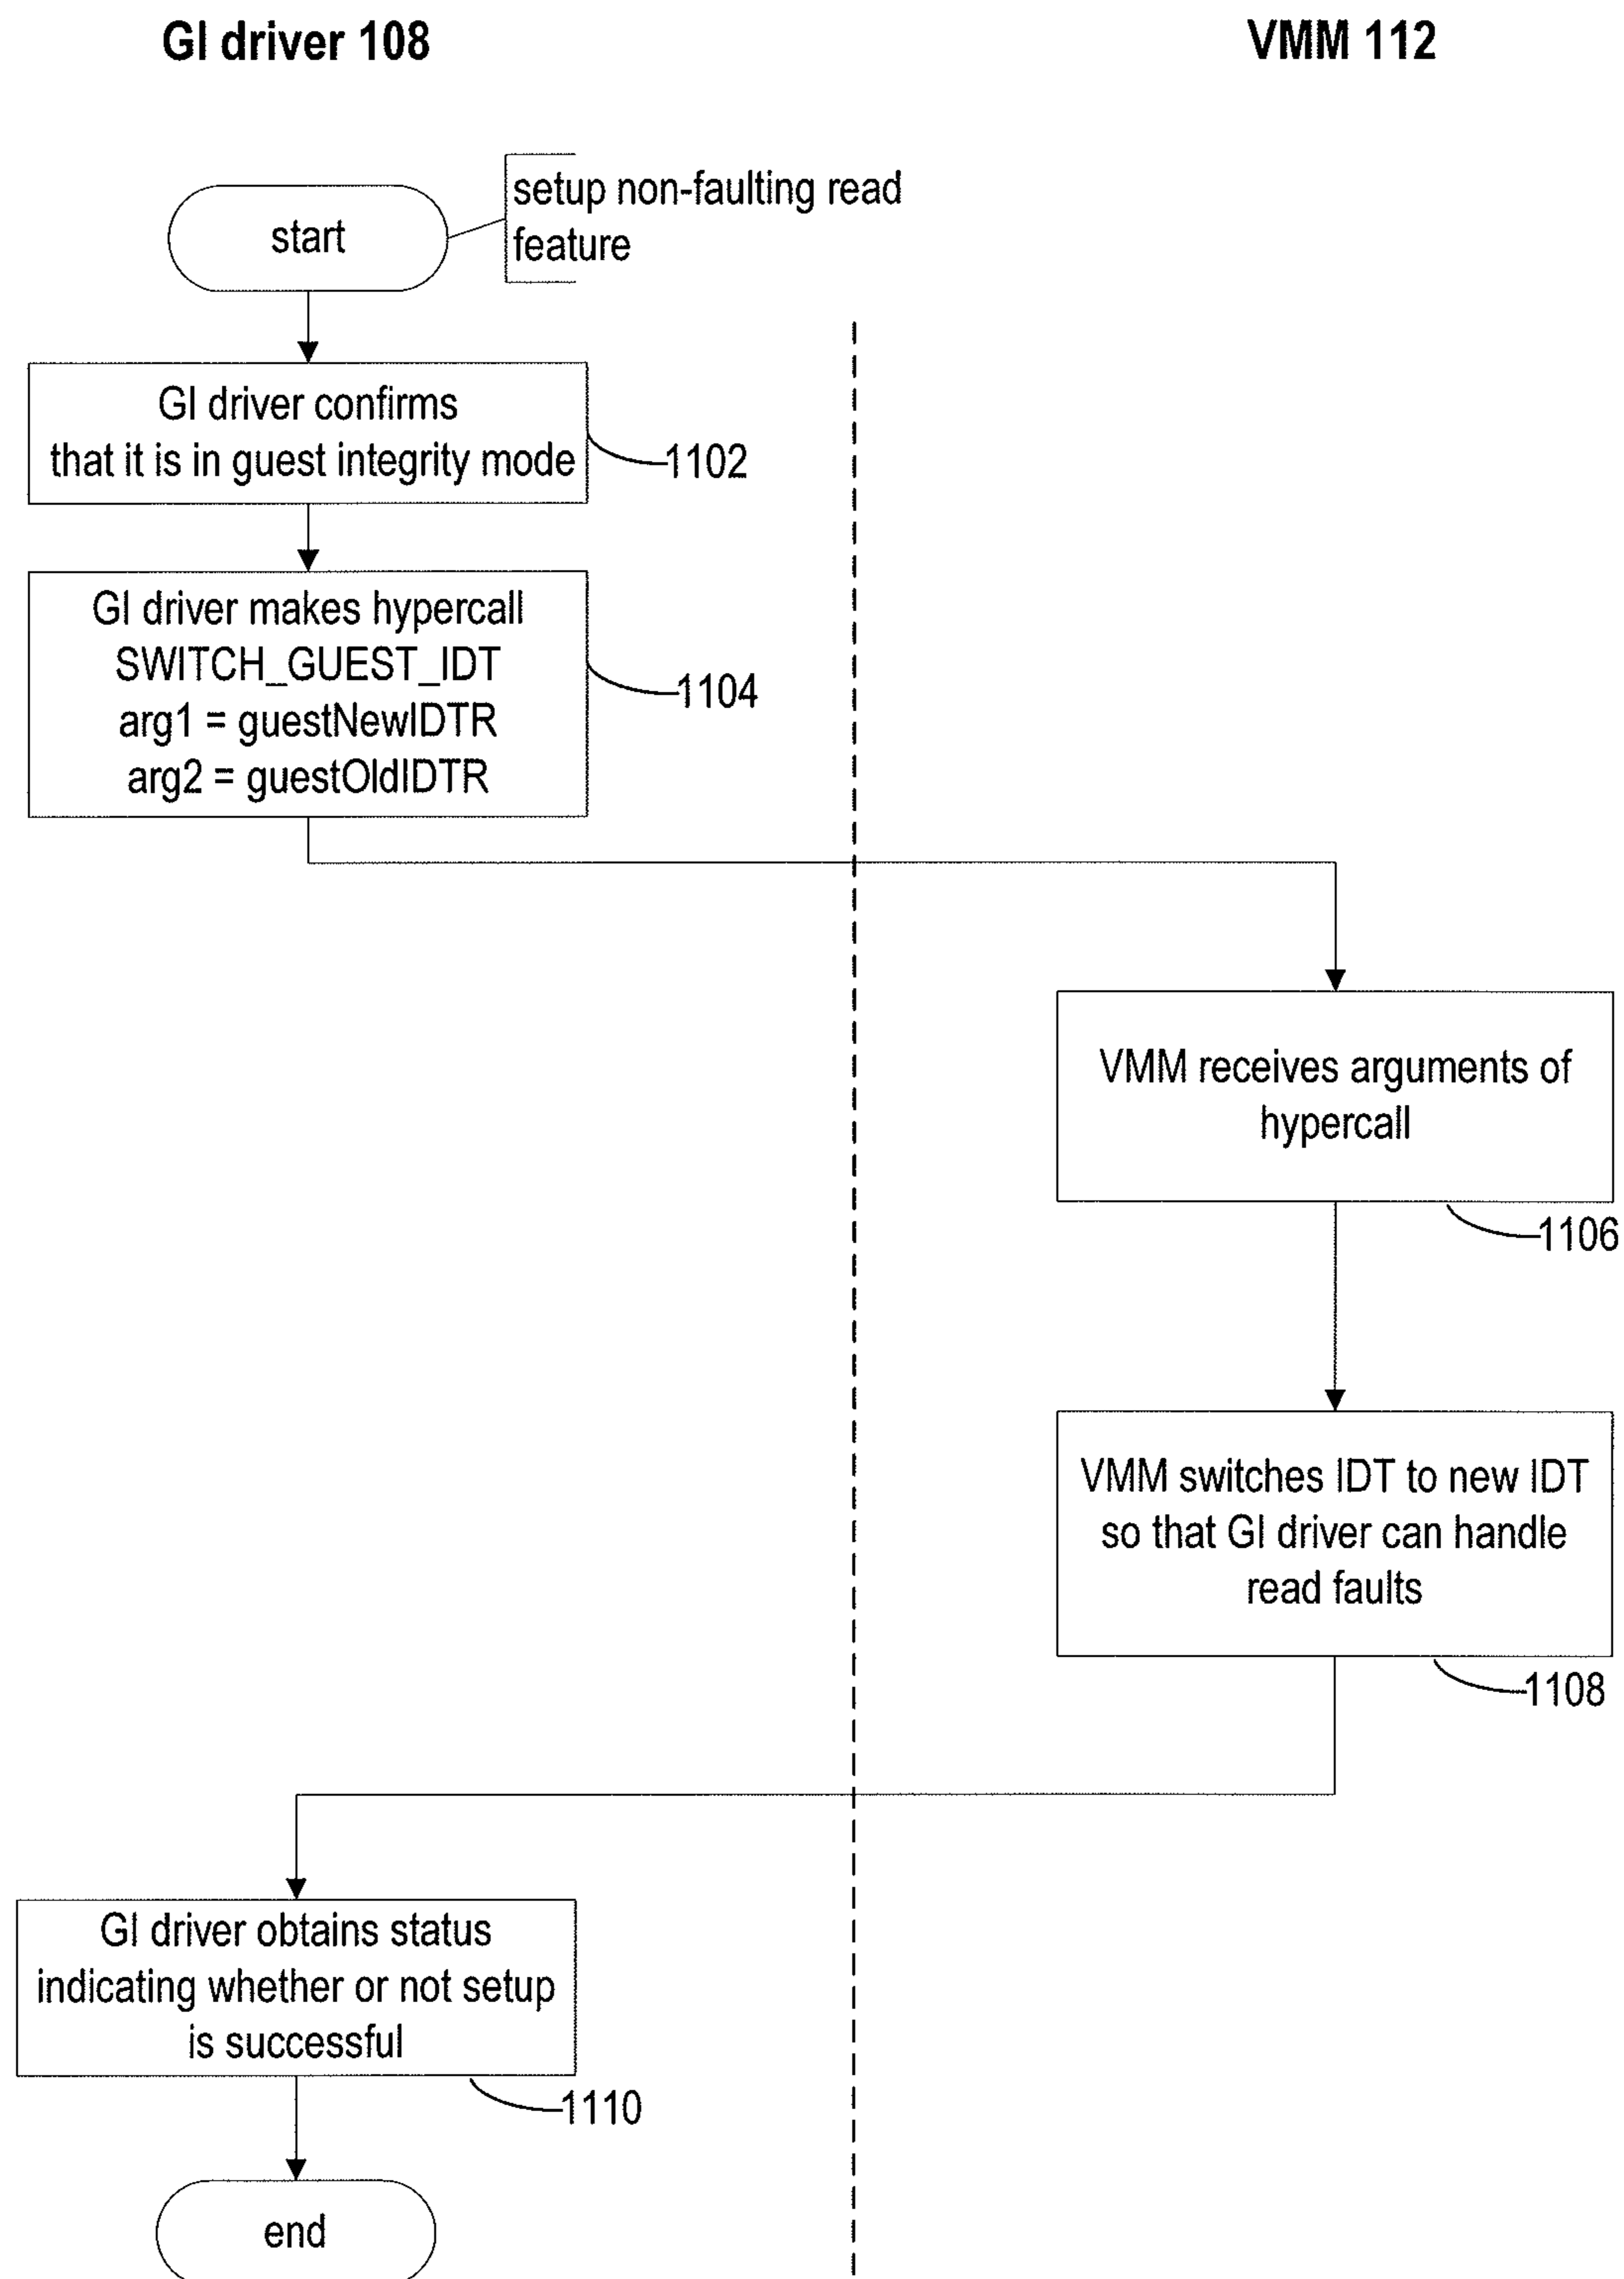 GI driver 108
VMM 112
start
setup non-faulting read
feature
GI driver confirms
that it is in guest integrity mode
1102
GI driver makes hypercall
SWITCH_GUEST_IDT
arg1 = guestNewIDTR
arg2 = guestOldIDTR
1104
VMM receives arguments of
hypercall
1106
VMM switches IDT to new IDT
so that GI driver can handle
read faults
1108
GI driver obtains status
indicating whether or not setup
is successful
1110
end